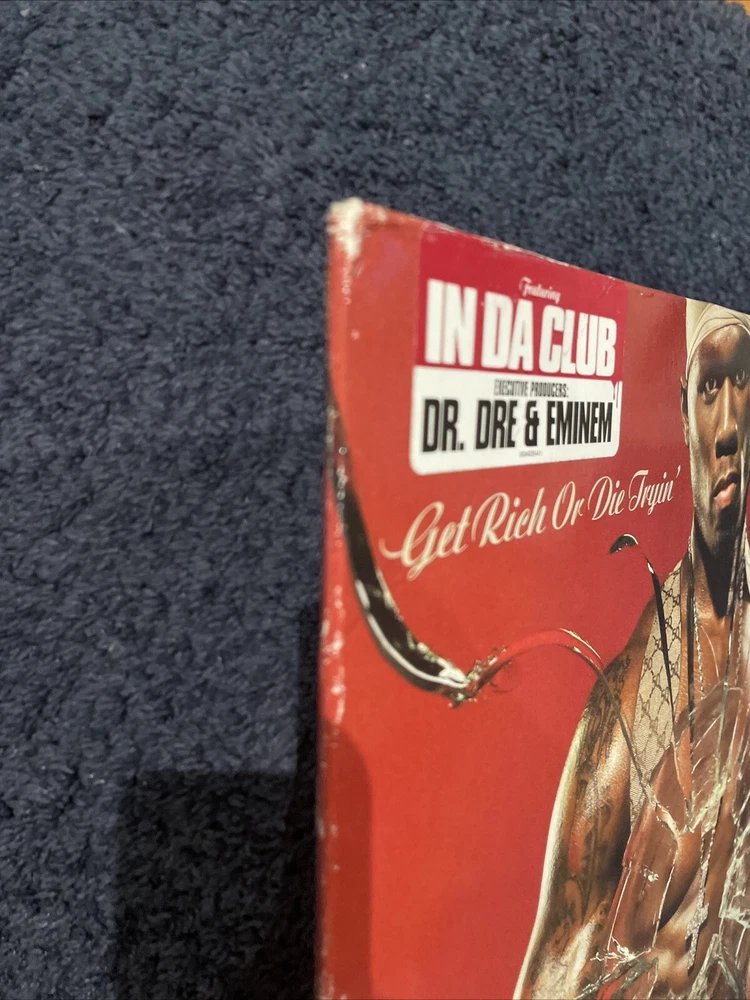 Featuring
IN DA CLUB
EXECUTIVE PRODUCERS:
DR. DRE & EMINEM
Get Rich Or Die Tryin'